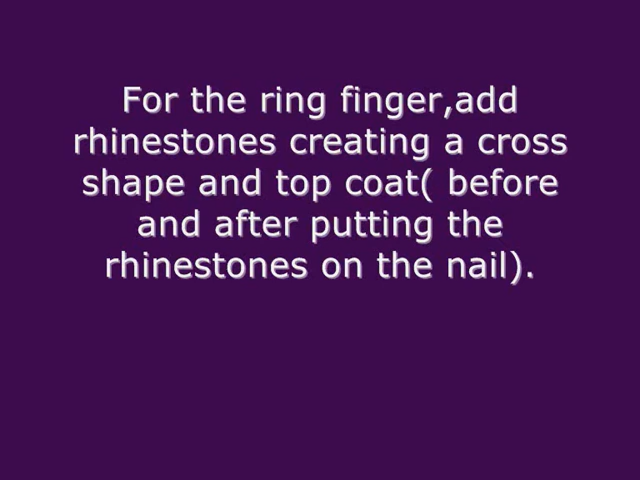 For the ring finger,add
rhinestones creating a cross
shape and top coat( before
and after putting the
rhinestones on the nail).